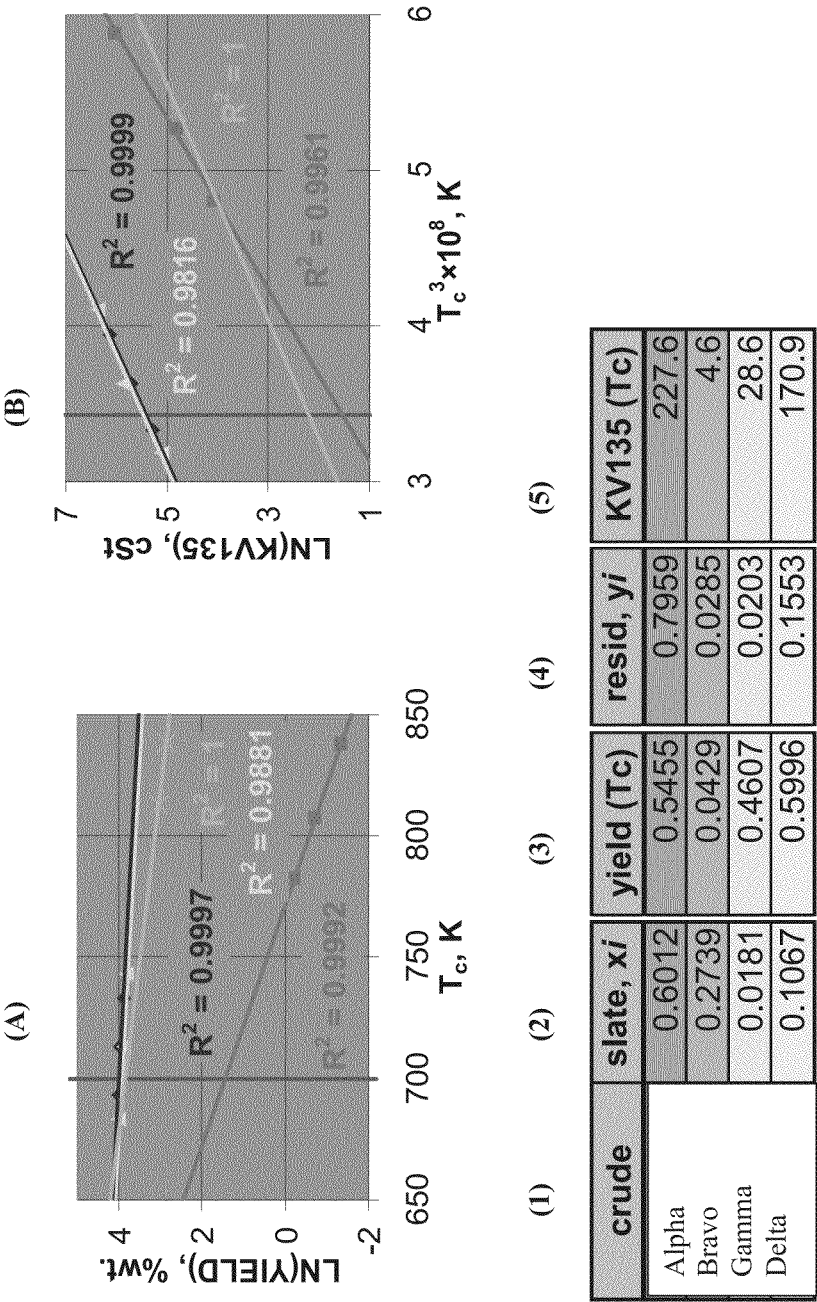 (A)
LN(YIELD), %wt.
4
2
0
-2
R² = 0.9997
R² = 1
R² = 0.9881
R² = 0.9992
650
700
750
800
850
Tc, K
(B)
LN(KV135), cSt
7
5
3
1
R² = 0.9999
R² = 0.9816
R² = 1
R² = 0.9961
3
4
5
6
Tc³×10⁸, K
(1) (2) (3) (4) (5)
crude slate, xi yield (Tc) resid, yi KV135 (Tc)
Alpha 0.6012 0.5455 0.7959 227.6
Bravo 0.2739 0.0429 0.0285 4.6
Gamma 0.0181 0.4607 0.0203 28.6
Delta 0.1067 0.5996 0.1553 170.9